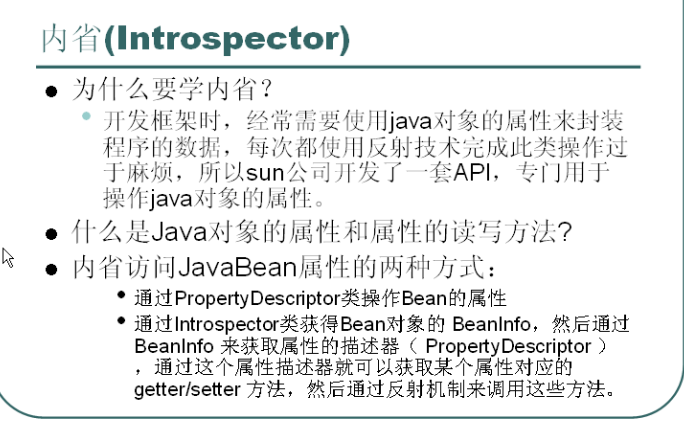 内省(Introspector)
为什么要学内省？
开发框架时，经常需要使用java对象的属性来封装
程序的数据，每次都使用反射技术完成此类操作过
于麻烦，所以sun公司开发了一套API，专门用于
操作java对象的属性。
什么是Java对象的属性和属性的读写方法?
内省访问JavaBean属性的两种方式：
通过PropertyDescriptor类操作Bean的属性
通过Introspector类获得Bean对象的 BeanInfo，然后通过
BeanInfo 来获取属性的描述器（ PropertyDescriptor ）
，通过这个属性描述器就可以获取某个属性对应的
getter/setter 方法，然后通过反射机制来调用这些方法。